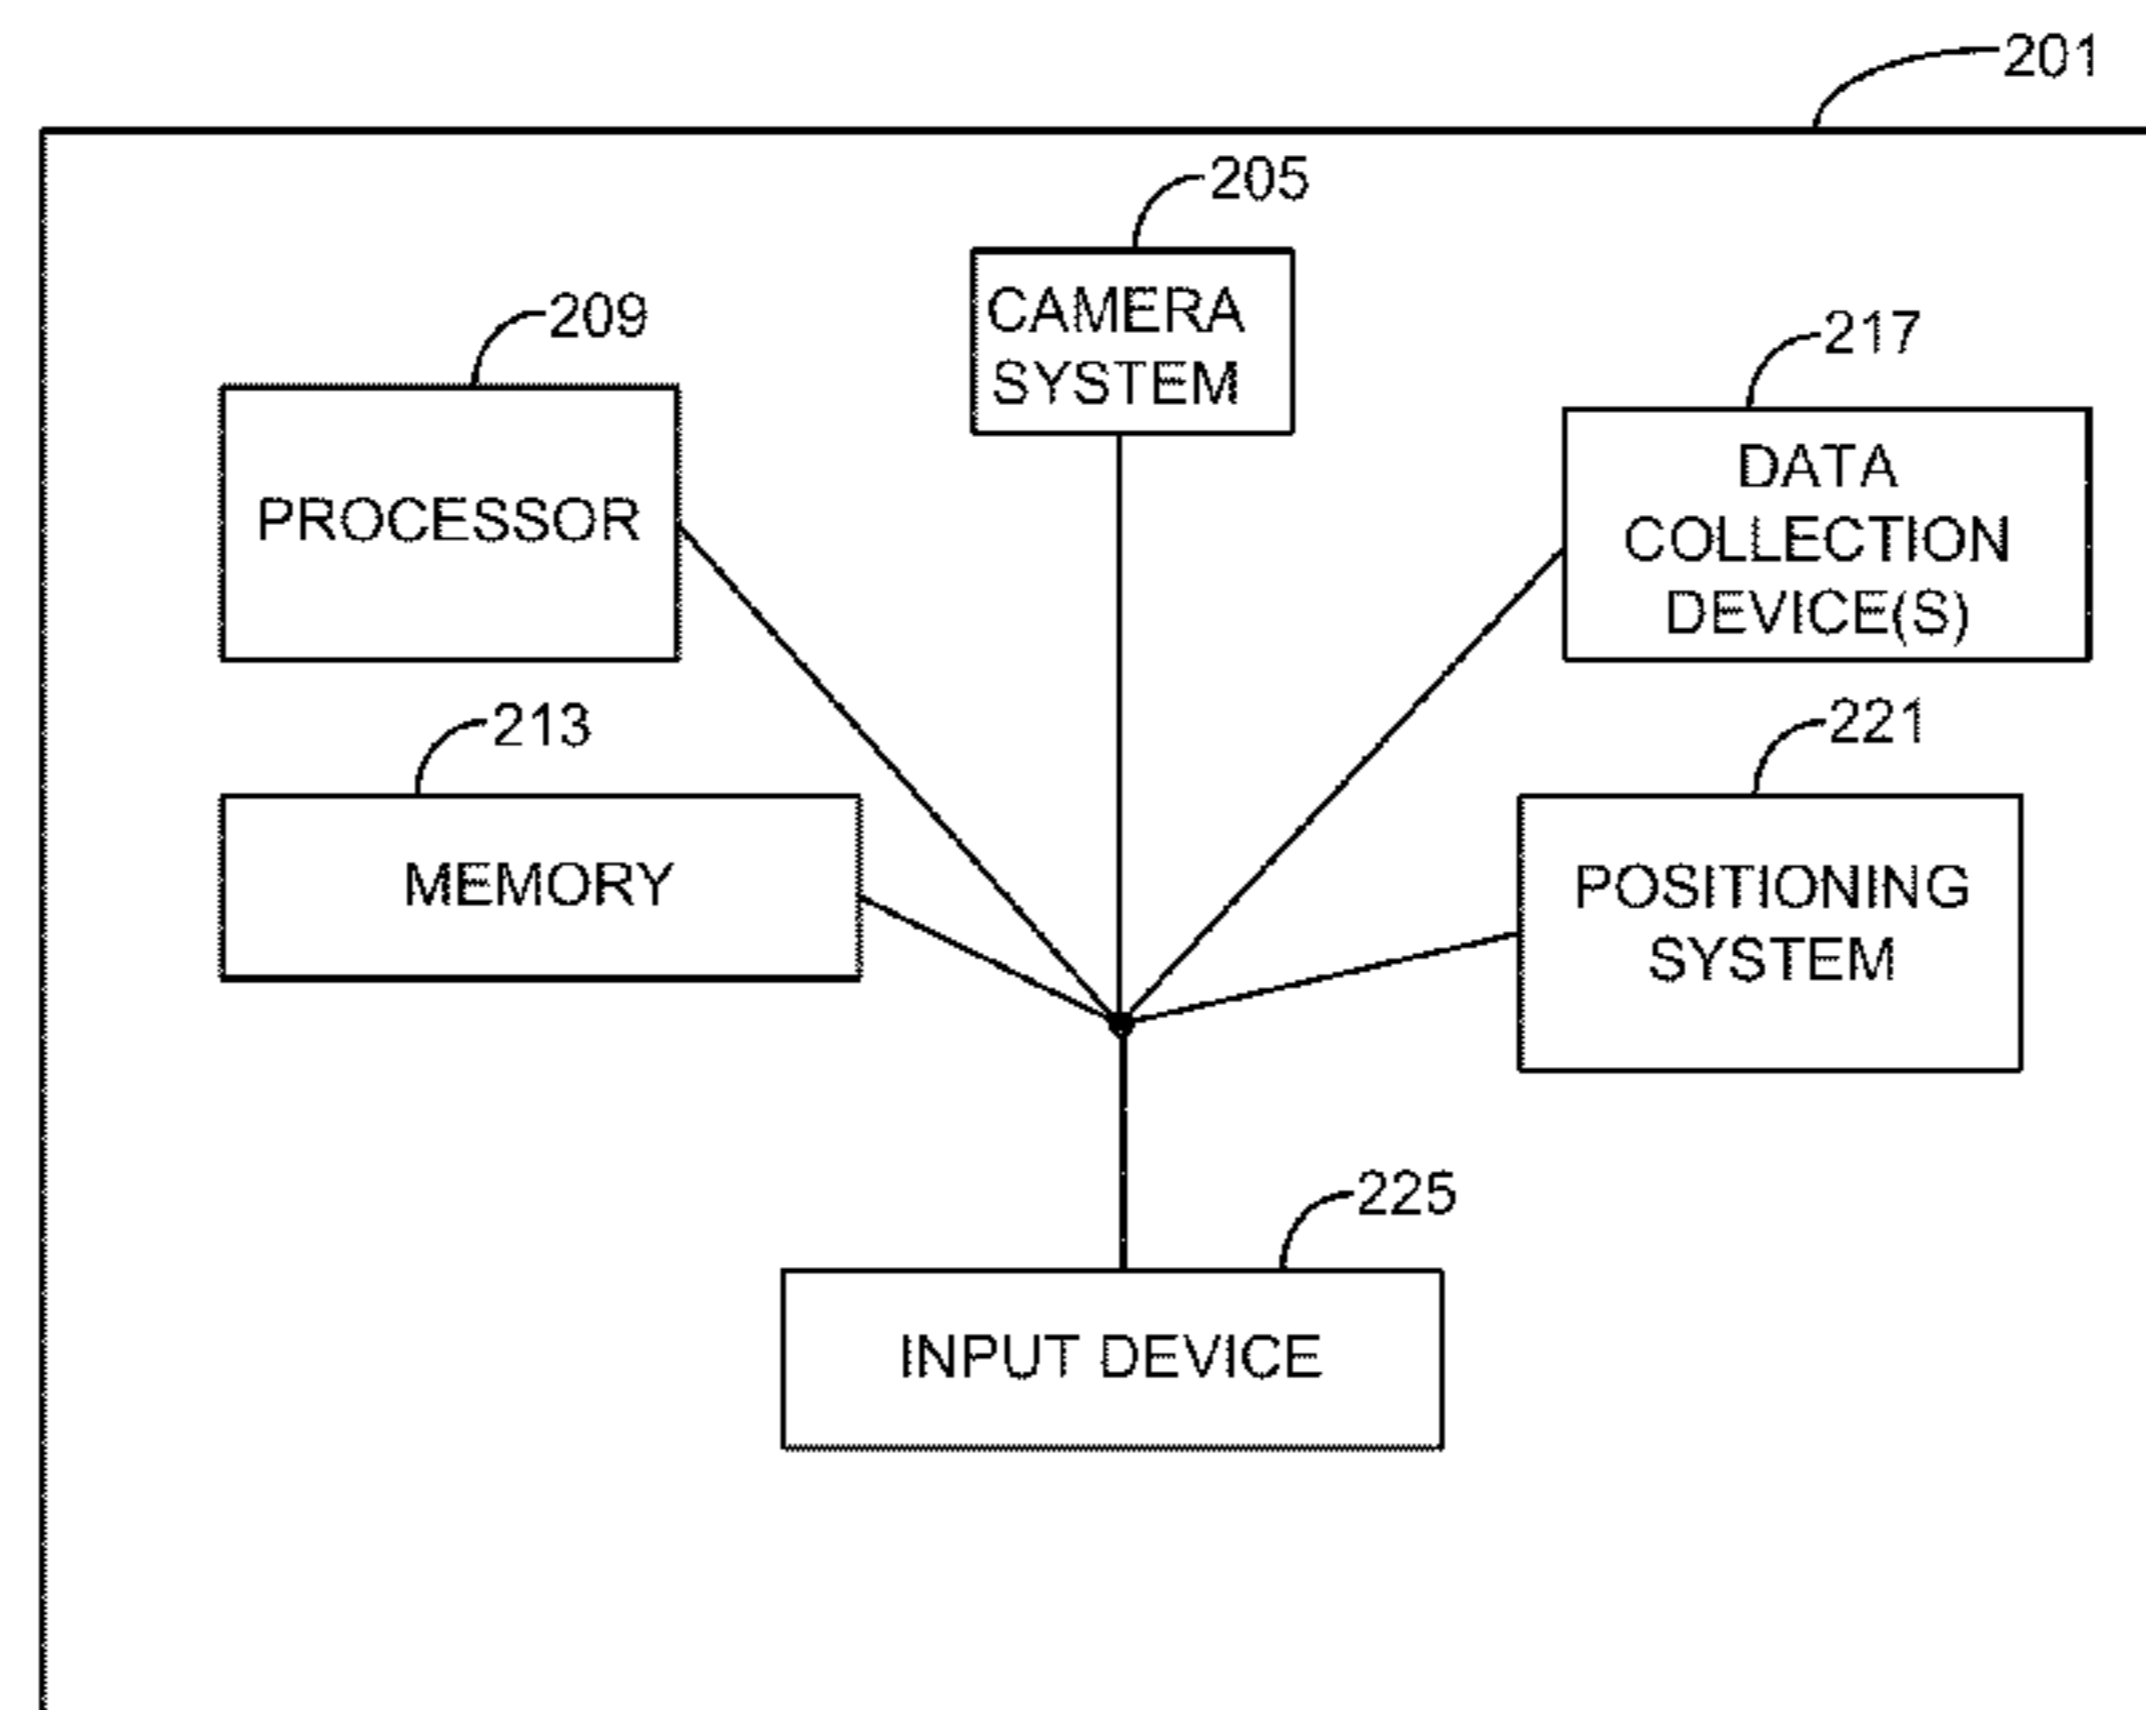 201
205
CAMERA
SYSTEM
209
PROCESSOR
217
DATA
COLLECTION
DEVICE(S)
213
MEMORY
221
POSITIONING
SYSTEM
225
INPUT DEVICE